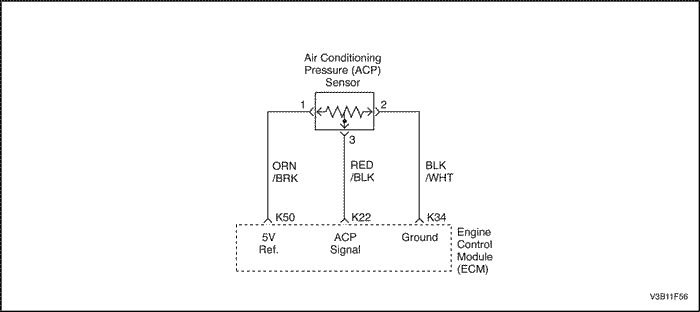 Air Conditioning
Pressure (ACP)
Sensor
1
2
3
ORN
/BRK
RED
/BLK
BLK
/WHT
K50
K22
K34
5V
Ref.
ACP
Signal
Ground
Engine
Control
Module
(ECM)
V3B11F56